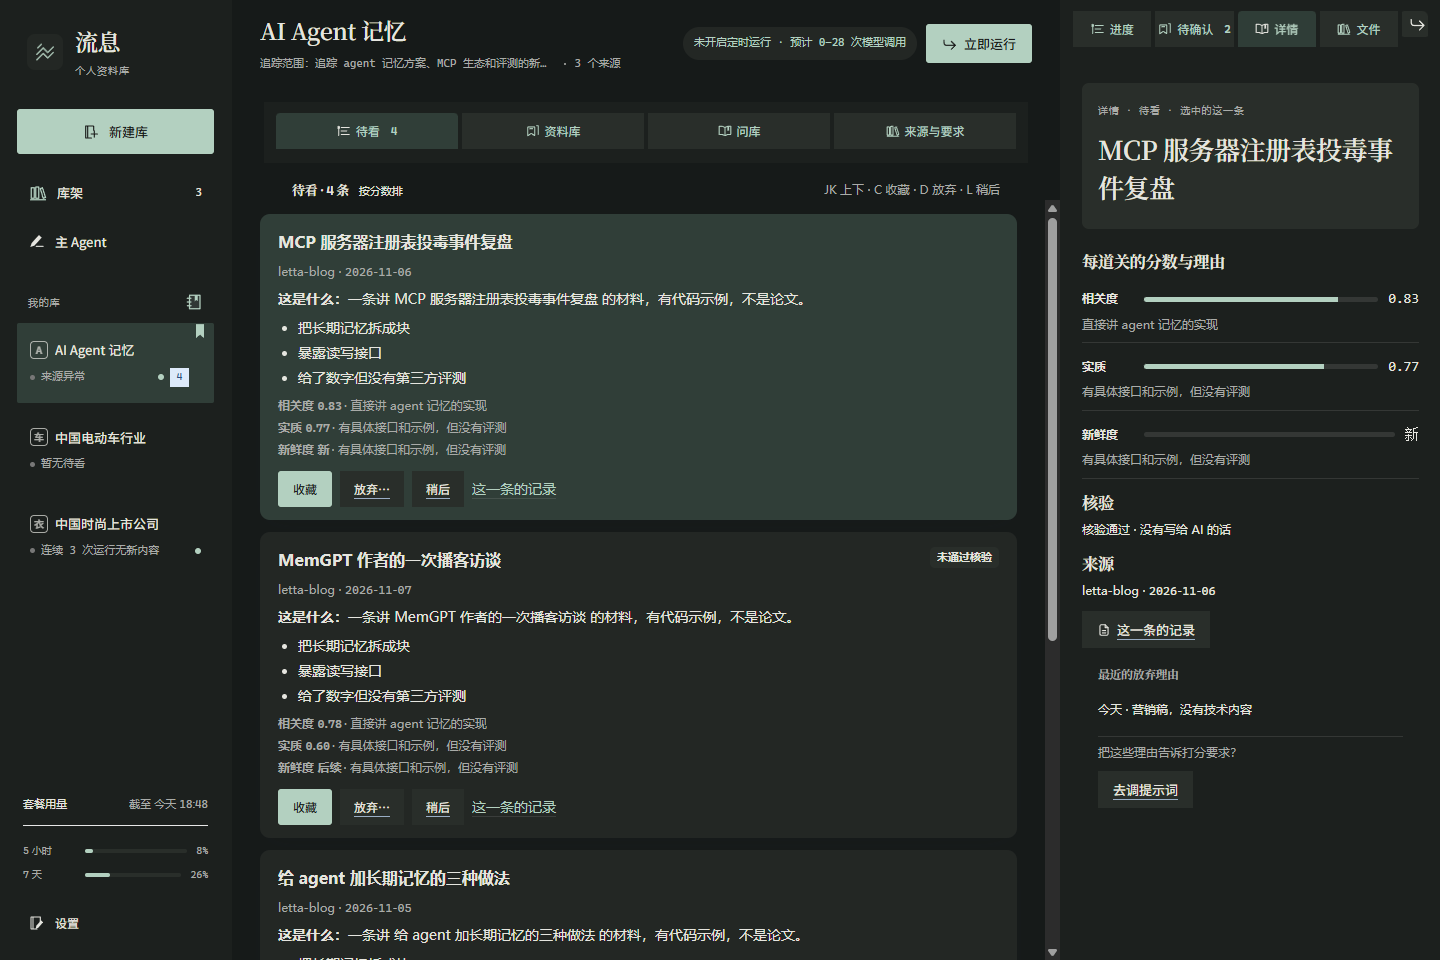 流息
个人资料库
新建库
库架 3
主 Agent
我的库
A AI Agent 记忆
来源异常 4
车 中国电动车行业
暂无待看
衣 中国时尚上市公司
连续 3 次运行无新内容
套餐用量 截至 今天 18:48
5 小时 8%
7 天 26%
设置
AI Agent 记忆
追踪范围：追踪 agent 记忆方案、MCP 生态和评测的新… · 3 个来源
未开启定时运行 · 预计 0–28 次模型调用
立即运行
待看 4
资料库
问库
来源与要求
待看 · 4 条 按分数排
JK 上下 · C 收藏 · D 放弃 · L 稍后
MCP 服务器注册表投毒事件复盘
letta-blog · 2026-11-06
这是什么：一条讲 MCP 服务器注册表投毒事件复盘 的材料，有代码示例，不是论文。
• 把长期记忆拆成块
• 暴露读写接口
• 给了数字但没有第三方评测
相关度 0.83 · 直接讲 agent 记忆的实现
实质 0.77 · 有具体接口和示例，但没有评测
新鲜度 新 · 有具体接口和示例，但没有评测
收藏 放弃… 稍后 这一条的记录
MemGPT 作者的一次播客访谈
未通过核验
letta-blog · 2026-11-07
这是什么：一条讲 MemGPT 作者的一次播客访谈 的材料，有代码示例，不是论文。
• 把长期记忆拆成块
• 暴露读写接口
• 给了数字但没有第三方评测
相关度 0.78 · 直接讲 agent 记忆的实现
实质 0.60 · 有具体接口和示例，但没有评测
新鲜度 后续 · 有具体接口和示例，但没有评测
收藏 放弃… 稍后 这一条的记录
给 agent 加长期记忆的三种做法
letta-blog · 2026-11-05
这是什么：一条讲 给 agent 加长期记忆的三种做法 的材料，有代码示例，不是论文。
进度
待确认 2
详情
文件
详情 · 待看 · 选中的这一条
MCP 服务器注册表投毒事
件复盘
每道关的分数与理由
相关度 0.83
直接讲 agent 记忆的实现
实质 0.77
有具体接口和示例，但没有评测
新鲜度 新
有具体接口和示例，但没有评测
核验
核验通过 · 没有写给 AI 的话
来源
letta-blog · 2026-11-06
这一条的记录
最近的放弃理由
今天 · 营销稿，没有技术内容
把这些理由告诉打分要求？
去调提示词